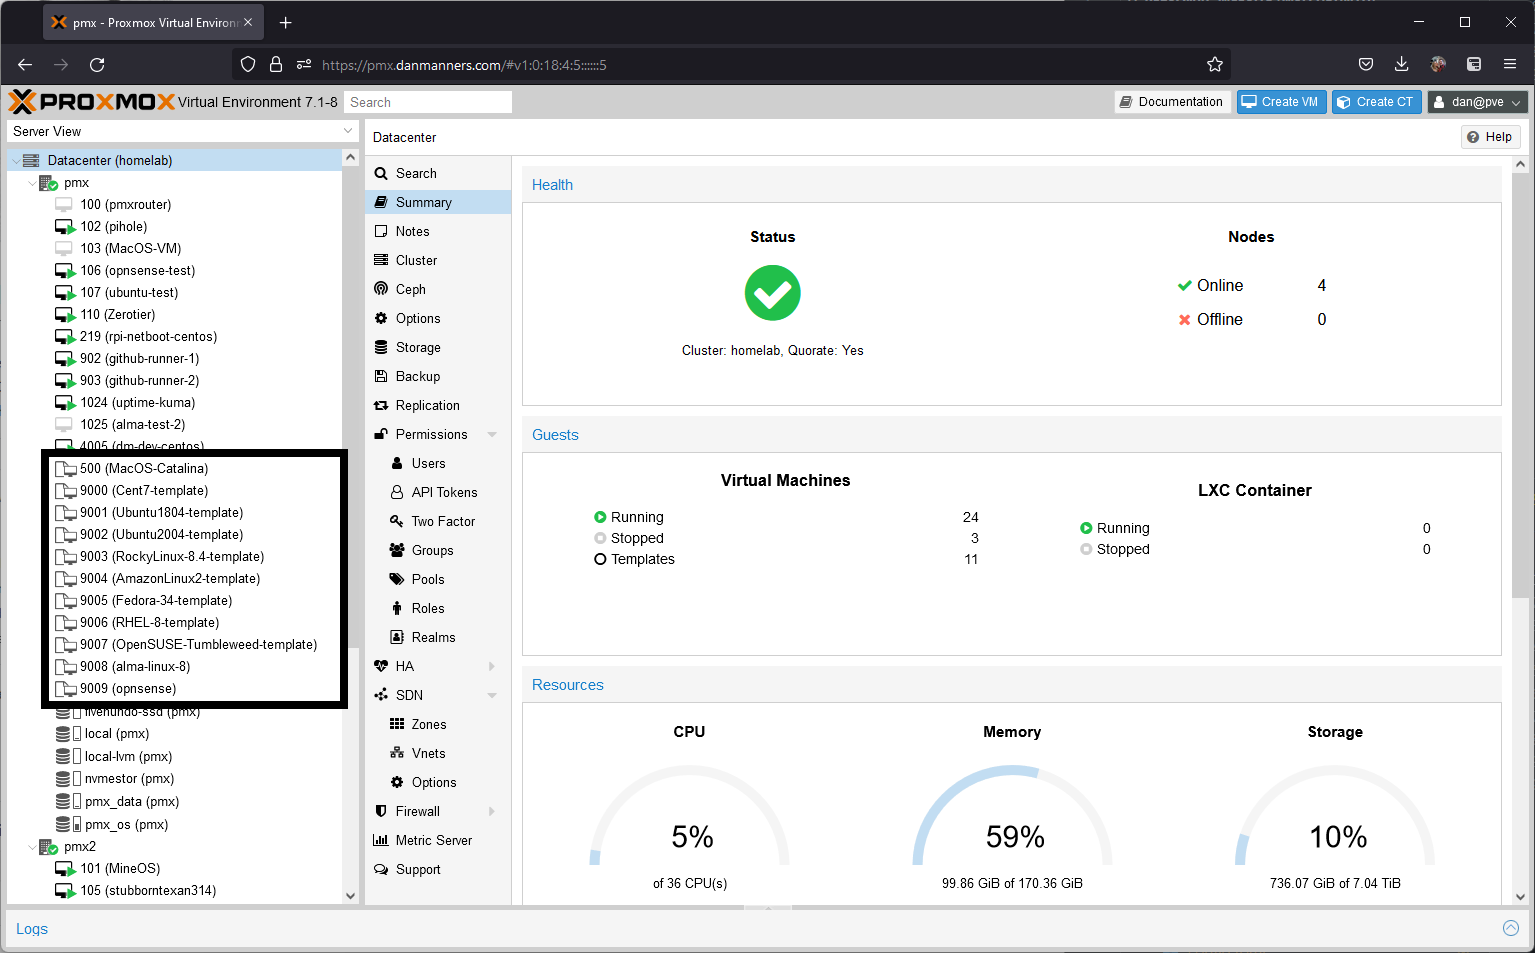 pmx - Proxmox Virtual Environ
https://pmx.danmanners.com/#v1:0:18:4:5::::::5
PROXMOX Virtual Environment 7.1-8
Search
Documentation
Create VM
Create CT
dan@pve
Server View
Datacenter
Help
Datacenter (homelab)
pmx
100 (pmxrouter)
102 (pihole)
103 (MacOS-VM)
106 (opnsense-test)
107 (ubuntu-test)
110 (Zerotier)
219 (rpi-netboot-centos)
902 (github-runner-1)
903 (github-runner-2)
1024 (uptime-kuma)
1025 (alma-test-2)
4005 (dm-dev-centos)
500 (MacOS-Catalina)
9000 (Cent7-template)
9001 (Ubuntu1804-template)
9002 (Ubuntu2004-template)
9003 (RockyLinux-8.4-template)
9004 (AmazonLinux2-template)
9005 (Fedora-34-template)
9006 (RHEL-8-template)
9007 (OpenSUSE-Tumbleweed-template)
9008 (alma-linux-8)
9009 (opnsense)
fivehundo-ssd (pmx)
local (pmx)
local-lvm (pmx)
nvmestor (pmx)
pmx_data (pmx)
pmx_os (pmx)
pmx2
101 (MineOS)
105 (stubborntexan314)
Search
Summary
Notes
Cluster
Ceph
Options
Storage
Backup
Replication
Permissions
Users
API Tokens
Two Factor
Groups
Pools
Roles
Realms
HA
SDN
Zones
Vnets
Options
Firewall
Metric Server
Support
Health
Status
Cluster: homelab, Quorate: Yes
Nodes
Online 4
Offline 0
Guests
Virtual Machines
Running 24
Stopped 3
Templates 11
LXC Container
Running 0
Stopped 0
Resources
CPU
5%
of 36 CPU(s)
Memory
59%
99.86 GiB of 170.36 GiB
Storage
10%
736.07 GiB of 7.04 TiB
Logs